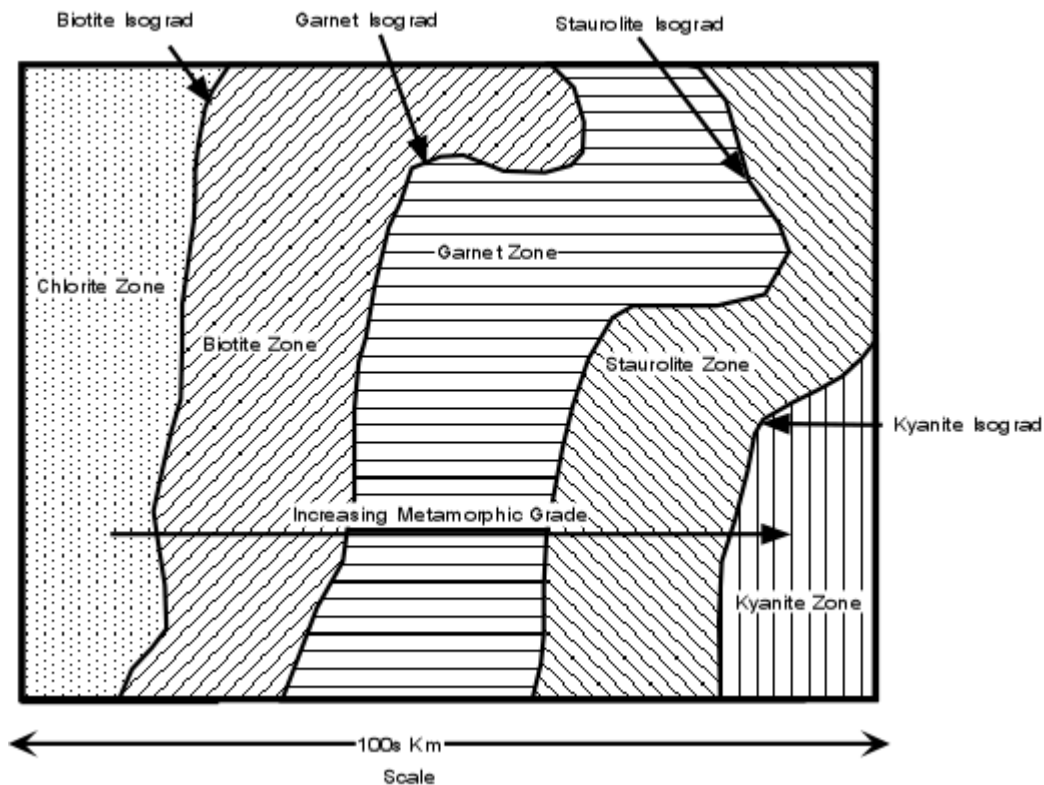 Biotite Isograd
Garnet Isograd
Staurolite Isograd
Garnet Zone
Chlorite Zone
Biotite Zone
Staurolite Zone
Kyanite Isograd
Increasing Metamorphic Grade
Kyanite Zone
100s Km
Scale